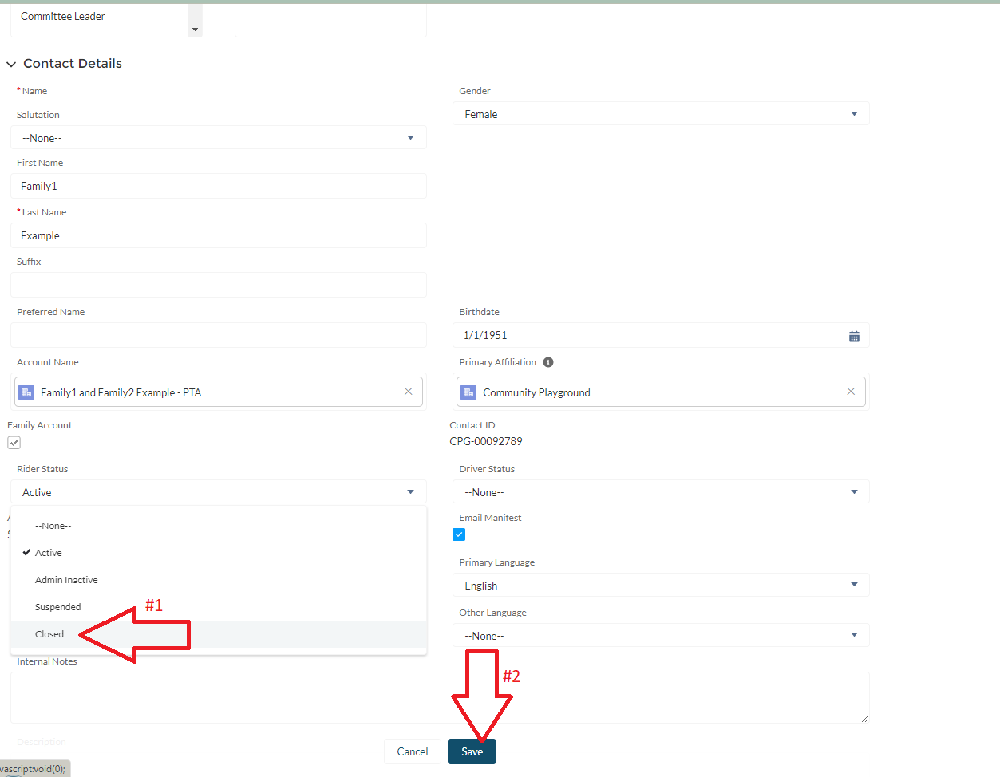 Committee Leader
Contact Details
* Name
Gender
Salutation
Female
--None--
First Name
Family1
* Last Name
Example
Suffix
Preferred Name
Birthdate
1/1/1951
Account Name
Primary Affiliation
Family1 and Family2 Example - PTA
Community Playground
Family Account
Contact ID
CPG-00092789
Rider Status
Driver Status
Active
--None--
Email Manifest
--None--
Active
Primary Language
Admin Inactive
English
Suspended
#1
Other Language
Closed
--None--
Internal Notes
#2
Description
Cancel
Save
vascript:void(0);